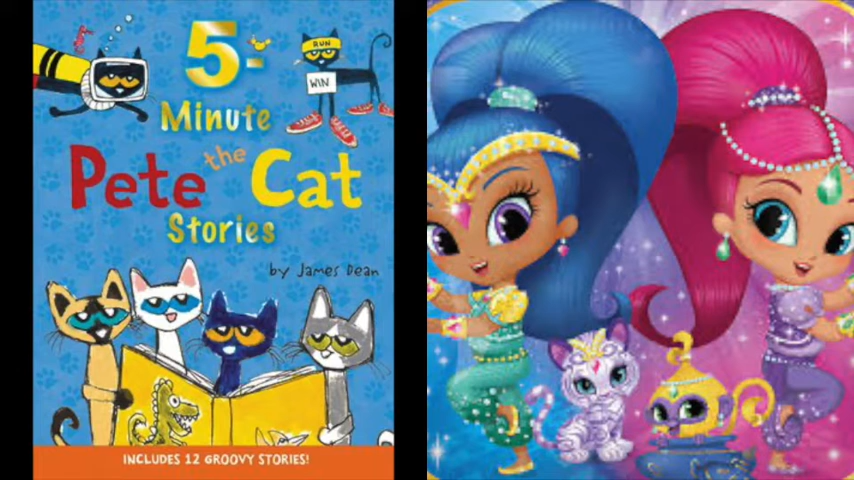 RUN
WIN
5-
Minute
Pete the Cat
Stories
by James Dean
INCLUDES 12 GROOVY STORIES!